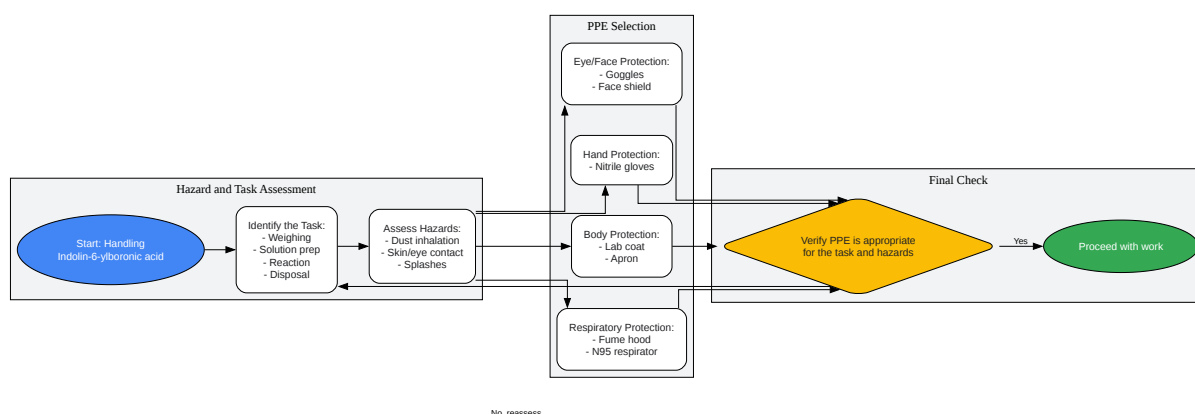 Hazard and Task Assessment
Start: Handling
Indolin-6-ylboronic acid
Identify the Task:
- Weighing
- Solution prep
- Reaction
- Disposal
Assess Hazards:
- Dust inhalation
- Skin/eye contact
- Splashes
PPE Selection
Eye/Face Protection:
- Goggles
- Face shield
Hand Protection:
- Nitrile gloves
Body Protection:
- Lab coat
- Apron
Respiratory Protection:
- Fume hood
- N95 respirator
Final Check
Verify PPE is appropriate
for the task and hazards
Yes
Proceed with work
No, reassess